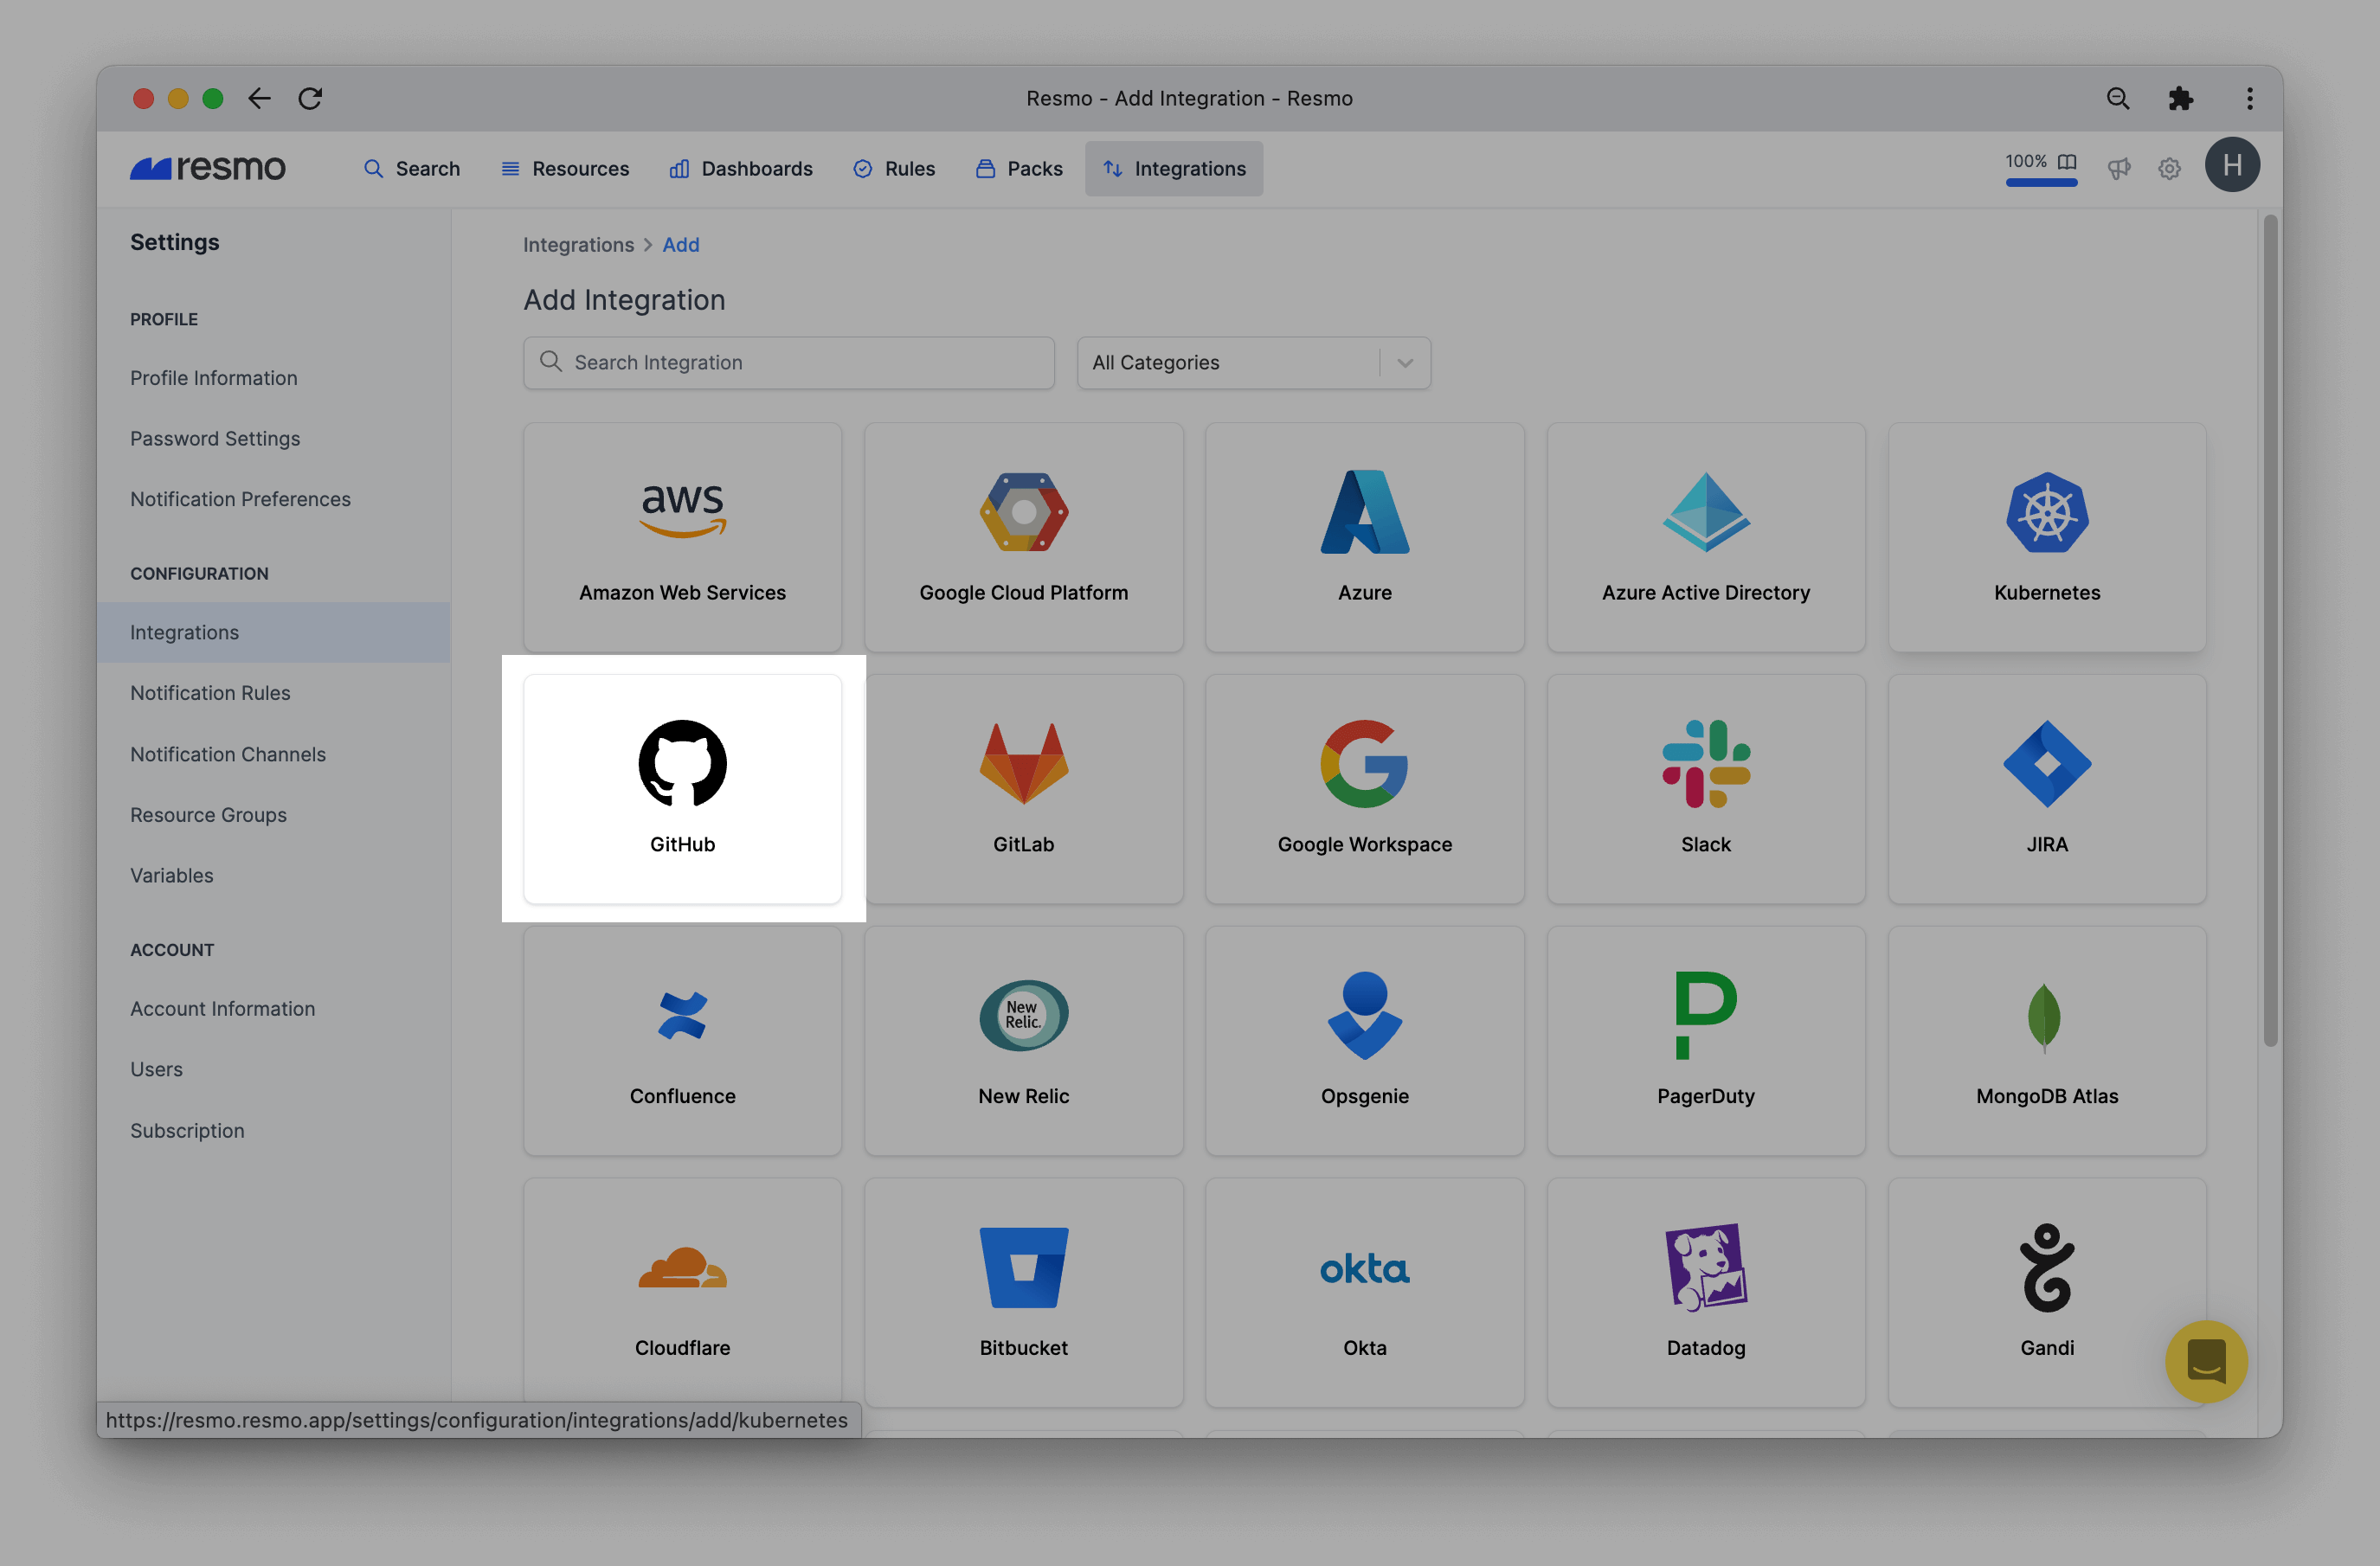 Resmo - Add Integration - Resmo
resmo
Search
Resources
Dashboards
Rules
Packs
Integrations
100%
H
Settings
PROFILE
Profile Information
Password Settings
Notification Preferences
CONFIGURATION
Integrations
Notification Rules
Notification Channels
Resource Groups
Variables
ACCOUNT
Account Information
Users
Subscription
Integrations > Add
Add Integration
Search Integration
All Categories
aws
Amazon Web Services
Google Cloud Platform
Azure
Azure Active Directory
Kubernetes
GitHub
GitLab
Google Workspace
Slack
JIRA
Confluence
New
Relic.
New Relic
Opsgenie
PagerDuty
MongoDB Atlas
Cloudflare
Bitbucket
okta
Okta
Datadog
Gandi
https://resmo.resmo.app/settings/configuration/integrations/add/kubernetes